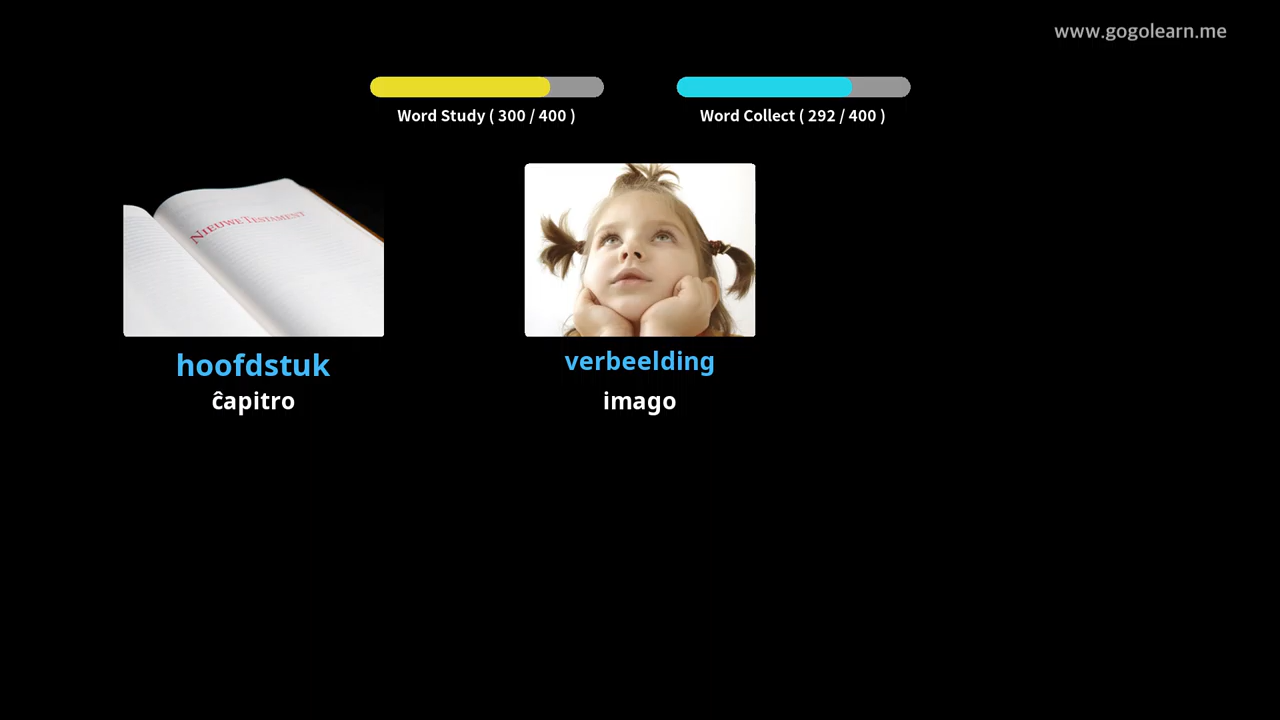 www.gogolearn.me
Word Study ( 300 / 400 )
Word Collect ( 292 / 400 )
NIEUWE TESTAMENT
hoofdstuk
ĉapitro
verbeelding
imago